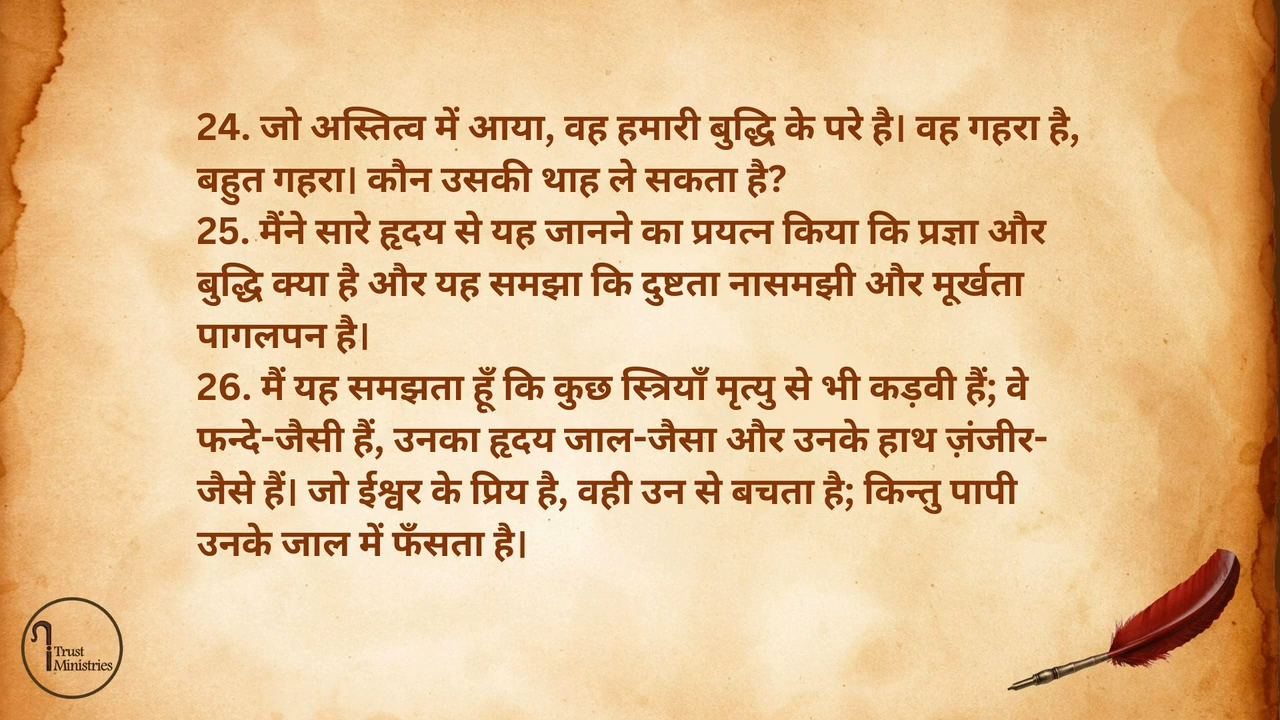 24. जो अस्तित्व में आया, वह हमारी बुद्धि के परे है। वह गहरा है,
बहुत गहरा। कौन उसकी थाह ले सकता है?
25. मैंने सारे हृदय से यह जानने का प्रयत्न किया कि प्रज्ञा और
बुद्धि क्या है और यह समझा कि दुष्टता नासमझी और मूर्खता
पागलपन है।
26. मैं यह समझता हूँ कि कुछ स्त्रियाँ मृत्यु से भी कड़वी हैं; वे
फन्दे-जैसी हैं, उनका हृदय जाल-जैसा और उनके हाथ ज़ंजीर-
जैसे हैं। जो ईश्वर के प्रिय है, वही उन से बचता है; किन्तु पापी
उनके जाल में फँसता है।
i Trust
Ministries